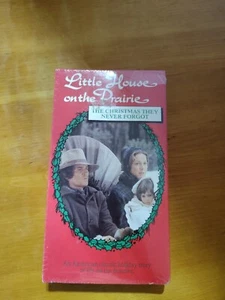 Little House
on the Prairie
THE CHRISTMAS THEY
NEVER FORGOT